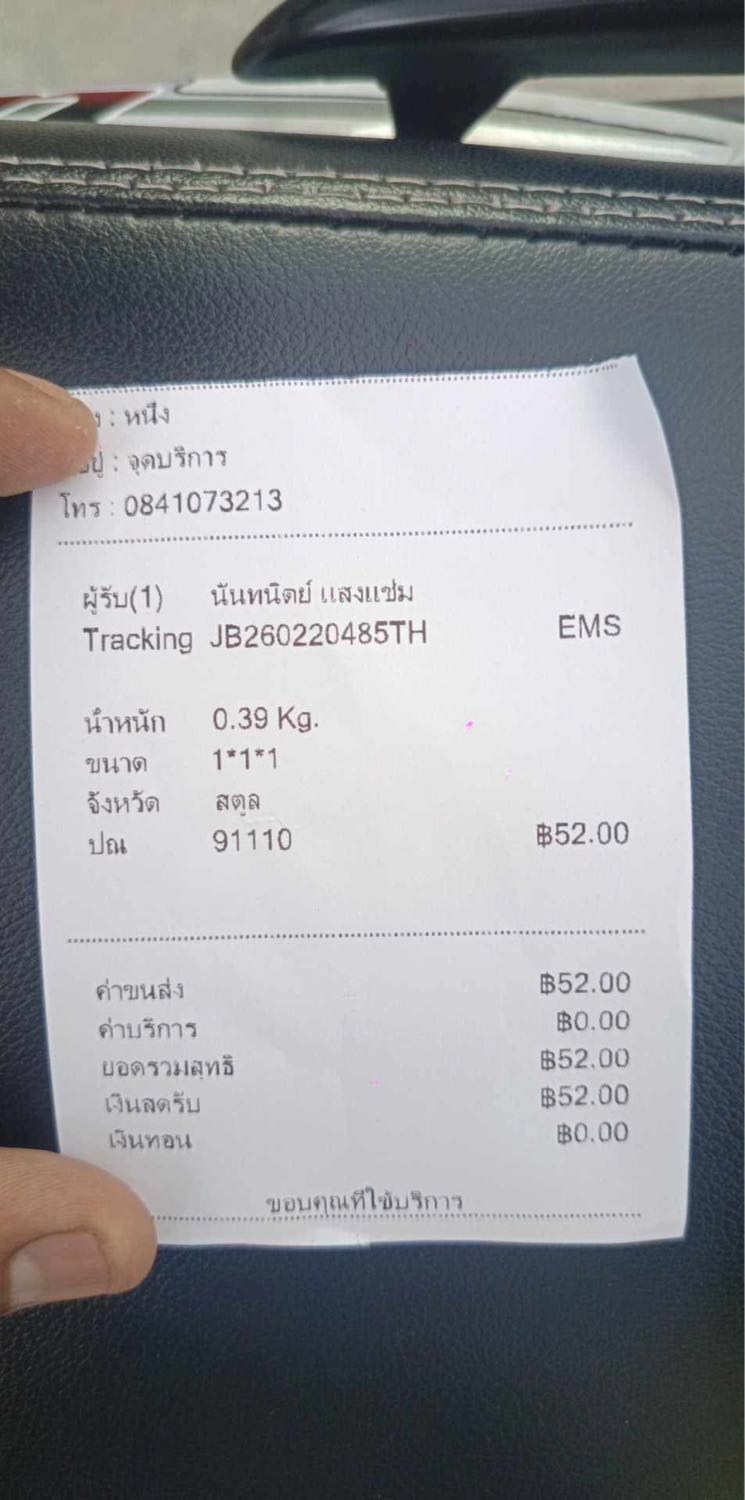 : หนึ่ง
: จุดบริการ
โทร : 0841073213
ผู้รับ(1) นันทนิตย์ แสงแช่ม
Tracking JB260220485TH EMS
น้ำหนัก 0.39 Kg.
ขนาด 1*1*1
จังหวัด สตูล
ปณ 91110 ฿52.00
ค่าขนส่ง ฿52.00
ค่าบริการ ฿0.00
ยอดรวมสุทธิ ฿52.00
เงินสดรับ ฿52.00
เงินทอน ฿0.00
ขอบคุณที่ใช้บริการ